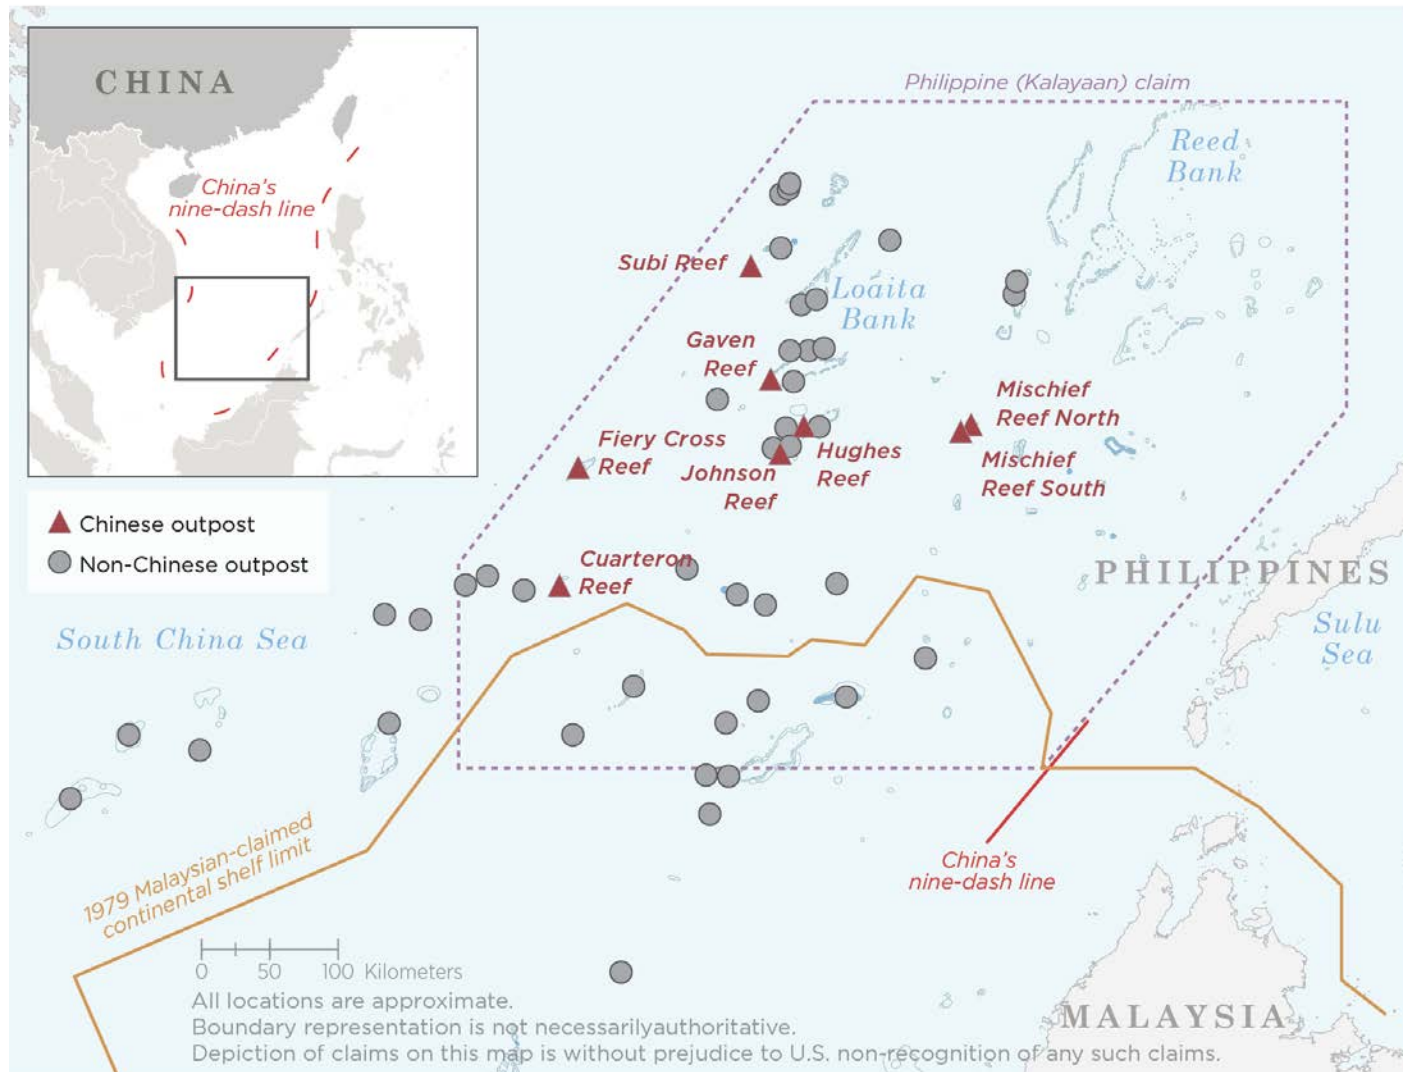 CHINA
China's
nine-dash line
Chinese outpost
Non-Chinese outpost
Philippine (Kalayaan) claim
Reed
Bank
Subi Reef
Loaita
Bank
Gaven
Reef
Mischief
Reef North
Fiery Cross
Reef
Hughes
Reef
Johnson
Reef
Mischief
Reef South
Cuarteron
Reef
PHILIPPINES
South China Sea
Sulu
Sea
1979 Malaysian-claimed
continental shelf limit
China's
nine-dash line
0 50 100 Kilometers
All locations are approximate.
Boundary representation is not necessarilyauthoritative.
MALAYSIA
Depiction of claims on this map is without prejudice to U.S. non-recognition of any such claims.